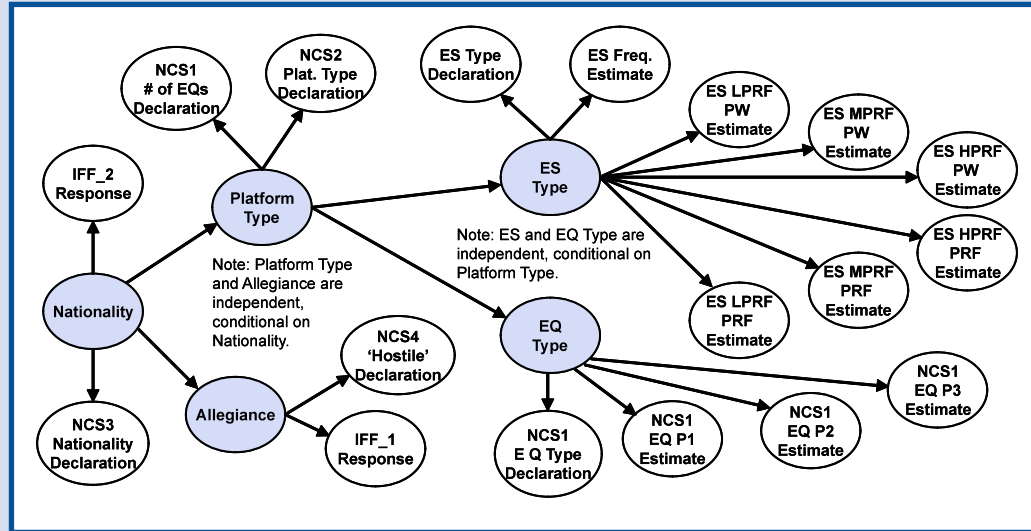 NCS1
# of EQs
Declaration
NCS2
Plat. Type
Declaration
ES Type
Declaration
ES Freq.
Estimate
ES LPRF
PW
Estimate
ES MPRF
PW
Estimate
ES HPRF
PW
Estimate
IFF_2
Response
Platform
Type
ES
Type
Note: ES and EQ Type are
independent, conditional on
Platform Type.
ES HPRF
PRF
Estimate
ES MPRF
PRF
Estimate
ES LPRF
PRF
Estimate
Note: Platform Type
and Allegiance are
independent,
conditional on
Nationality.
Nationality
EQ
Type
NCS4
‘Hostile’
Declaration
Allegiance
NCS3
Nationality
Declaration
IFF_1
Response
NCS1
E Q Type
Declaration
NCS1
EQ P1
Estimate
NCS1
EQ P2
Estimate
NCS1
EQ P3
Estimate